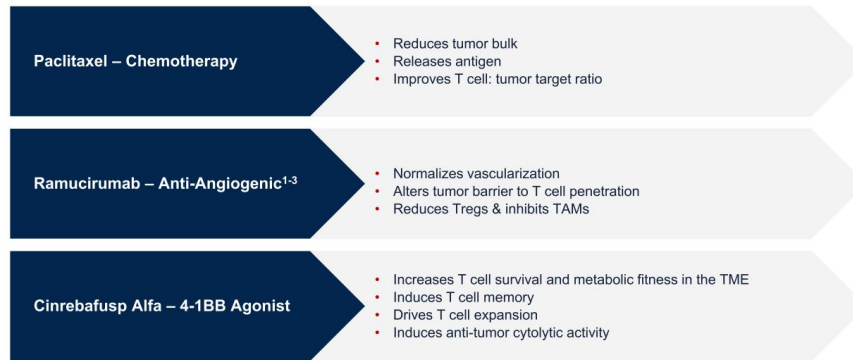 Paclitaxel – Chemotherapy
• Reduces tumor bulk
• Releases antigen
• Improves T cell: tumor target ratio
Ramucirumab – Anti-Angiogenic¹⁻³
• Normalizes vascularization
• Alters tumor barrier to T cell penetration
• Reduces Tregs & inhibits TAMs
Cinrebafusp Alfa – 4-1BB Agonist
• Increases T cell survival and metabolic fitness in the TME
• Induces T cell memory
• Drives T cell expansion
• Induces anti-tumor cytolytic activity